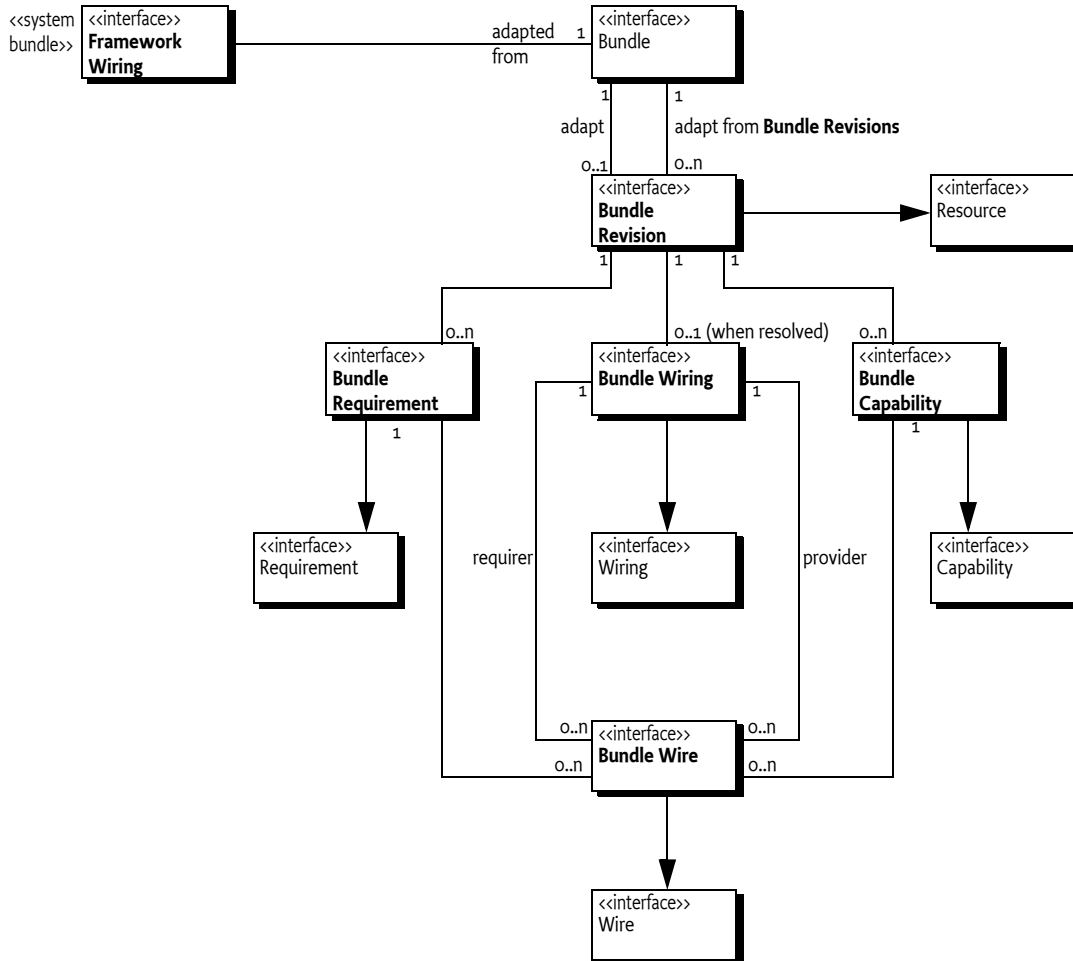 <<system
bundle>>
<<interface>>
Framework
Wiring
adapted
from
1
<<interface>>
Bundle
1
1
adapt
adapt from Bundle Revisions
0..1
0..n
<<interface>>
Bundle
Revision
<<interface>>
Resource
1
1
1
0..n
0..1 (when resolved)
0..n
<<interface>>
Bundle
Requirement
<<interface>>
Bundle Wiring
<<interface>>
Bundle
Capability
1
1
1
1
<<interface>>
Requirement
requirer
<<interface>>
Wiring
provider
<<interface>>
Capability
0..n
0..n
<<interface>>
Bundle Wire
0..n
0..n
<<interface>>
Wire